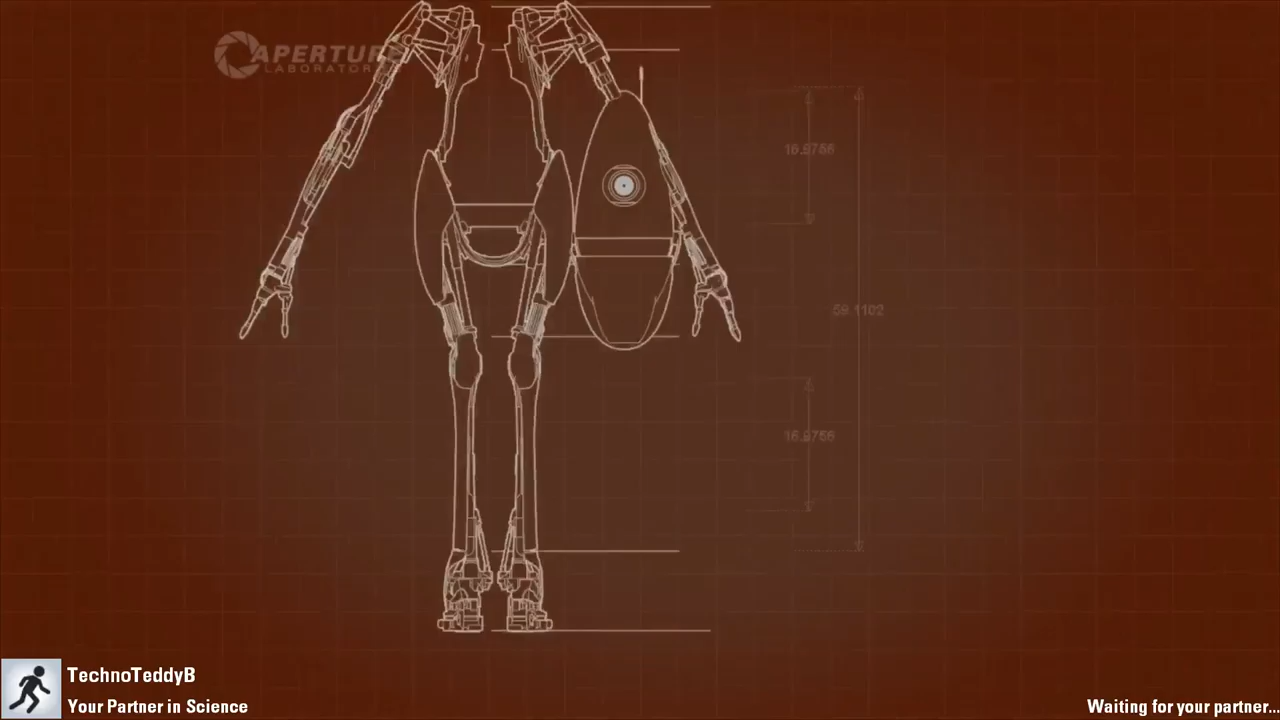 APERTURE
LABORATORIES
16.9756
59.1102
16.9756
TechnoTeddyB
Your Partner in Science
Waiting for your partner...